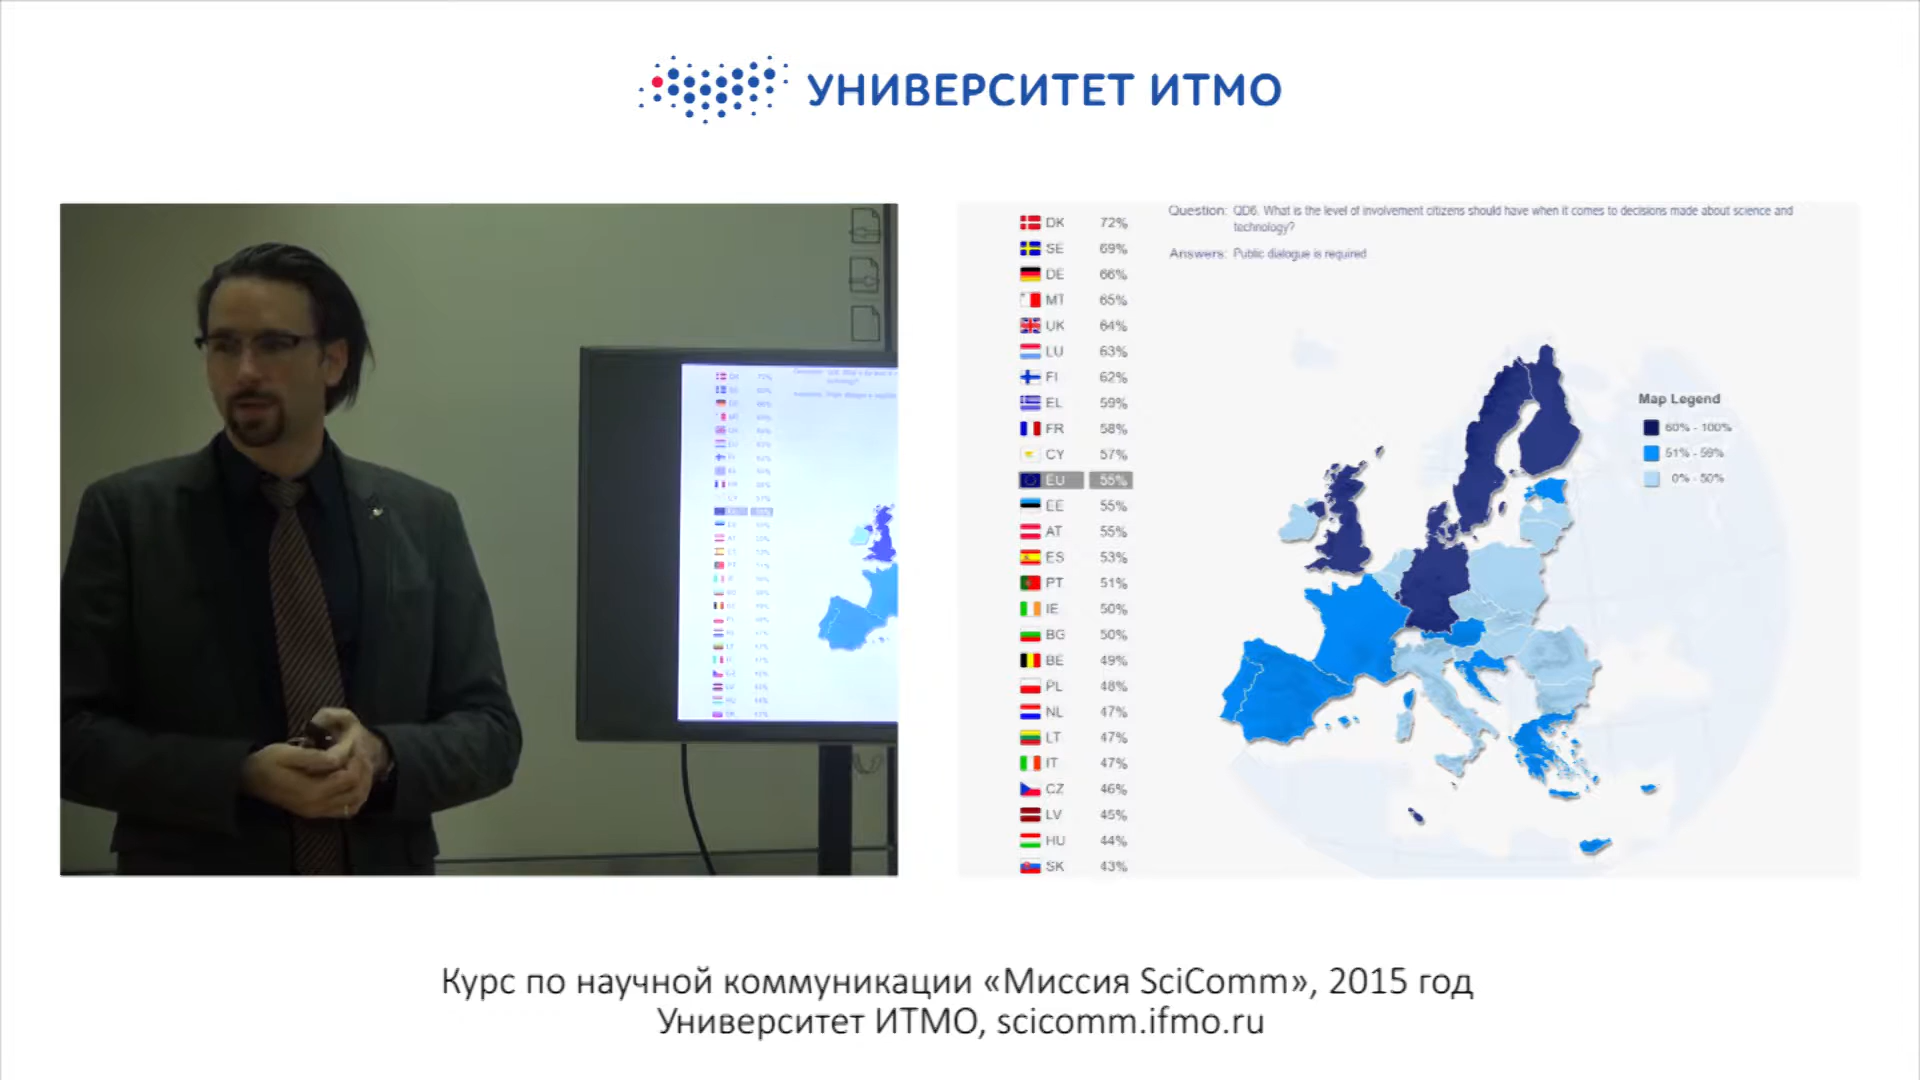 УНИВЕРСИТЕТ ИТМО
DK 72%
SE 69%
DE 66%
MT 65%
UK 64%
LU 63%
FI 62%
EL 59%
FR 58%
CY 57%
EU 55%
EE 55%
AT 55%
ES 53%
PT 51%
IE 50%
BG 50%
BE 49%
PL 48%
NL 47%
LT 47%
IT 47%
CZ 46%
LV 45%
HU 44%
SK 43%
Question: QD6. What is the level of involvement citizens should have when it comes to decisions made about science and
technology?
Answers: Public dialogue is required
Map Legend
60% - 100%
51% - 59%
0% - 50%
Курс по научной коммуникации «Миссия SciComm», 2015 год
Университет ИТМО, scicomm.ifmo.ru